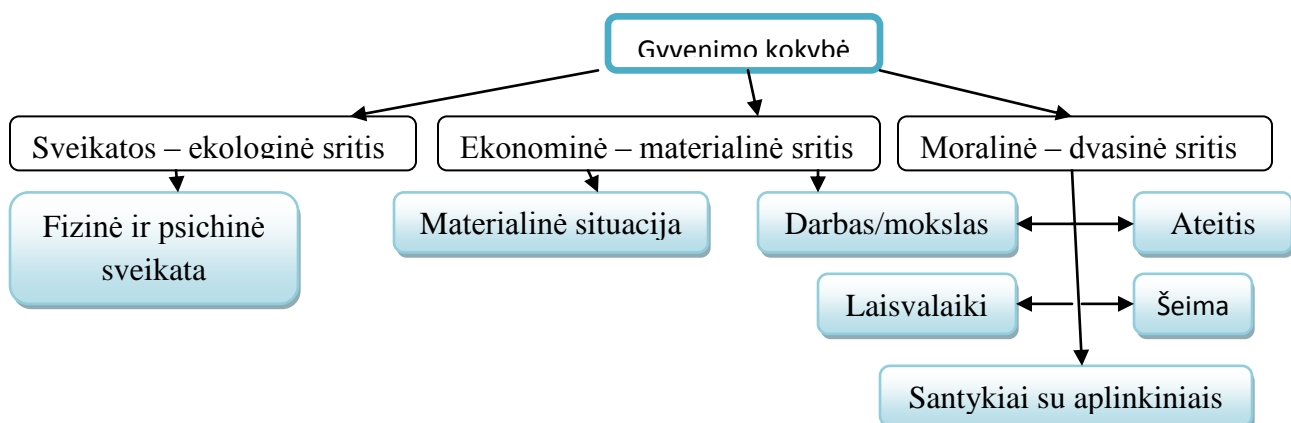 Gyvenimo kokybė
Sveikatos – ekologinė sritis
Ekonominė – materialinė sritis
Moralinė – dvasinė sritis
Fizinė ir psichinė
sveikata
Materialinė situacija
Darbas/mokslas
Ateitis
Laisvalaiki
Šeima
Santykiai su aplinkiniais